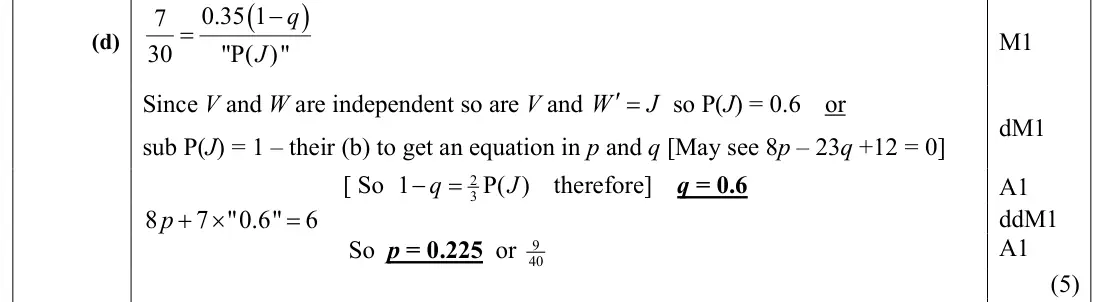 (d) 7/30 = 0.35(1 − q)/"P(J)" M1
Since V and W are independent so are V and W′ = J so P(J) = 0.6 or
sub P(J) = 1 – their (b) to get an equation in p and q [May see 8p – 23q +12 = 0] dM1
[ So 1 − q = 2/3 P(J) therefore] q = 0.6 A1
8p + 7 × "0.6" = 6 ddM1
So p = 0.225 or 9/40 A1
(5)